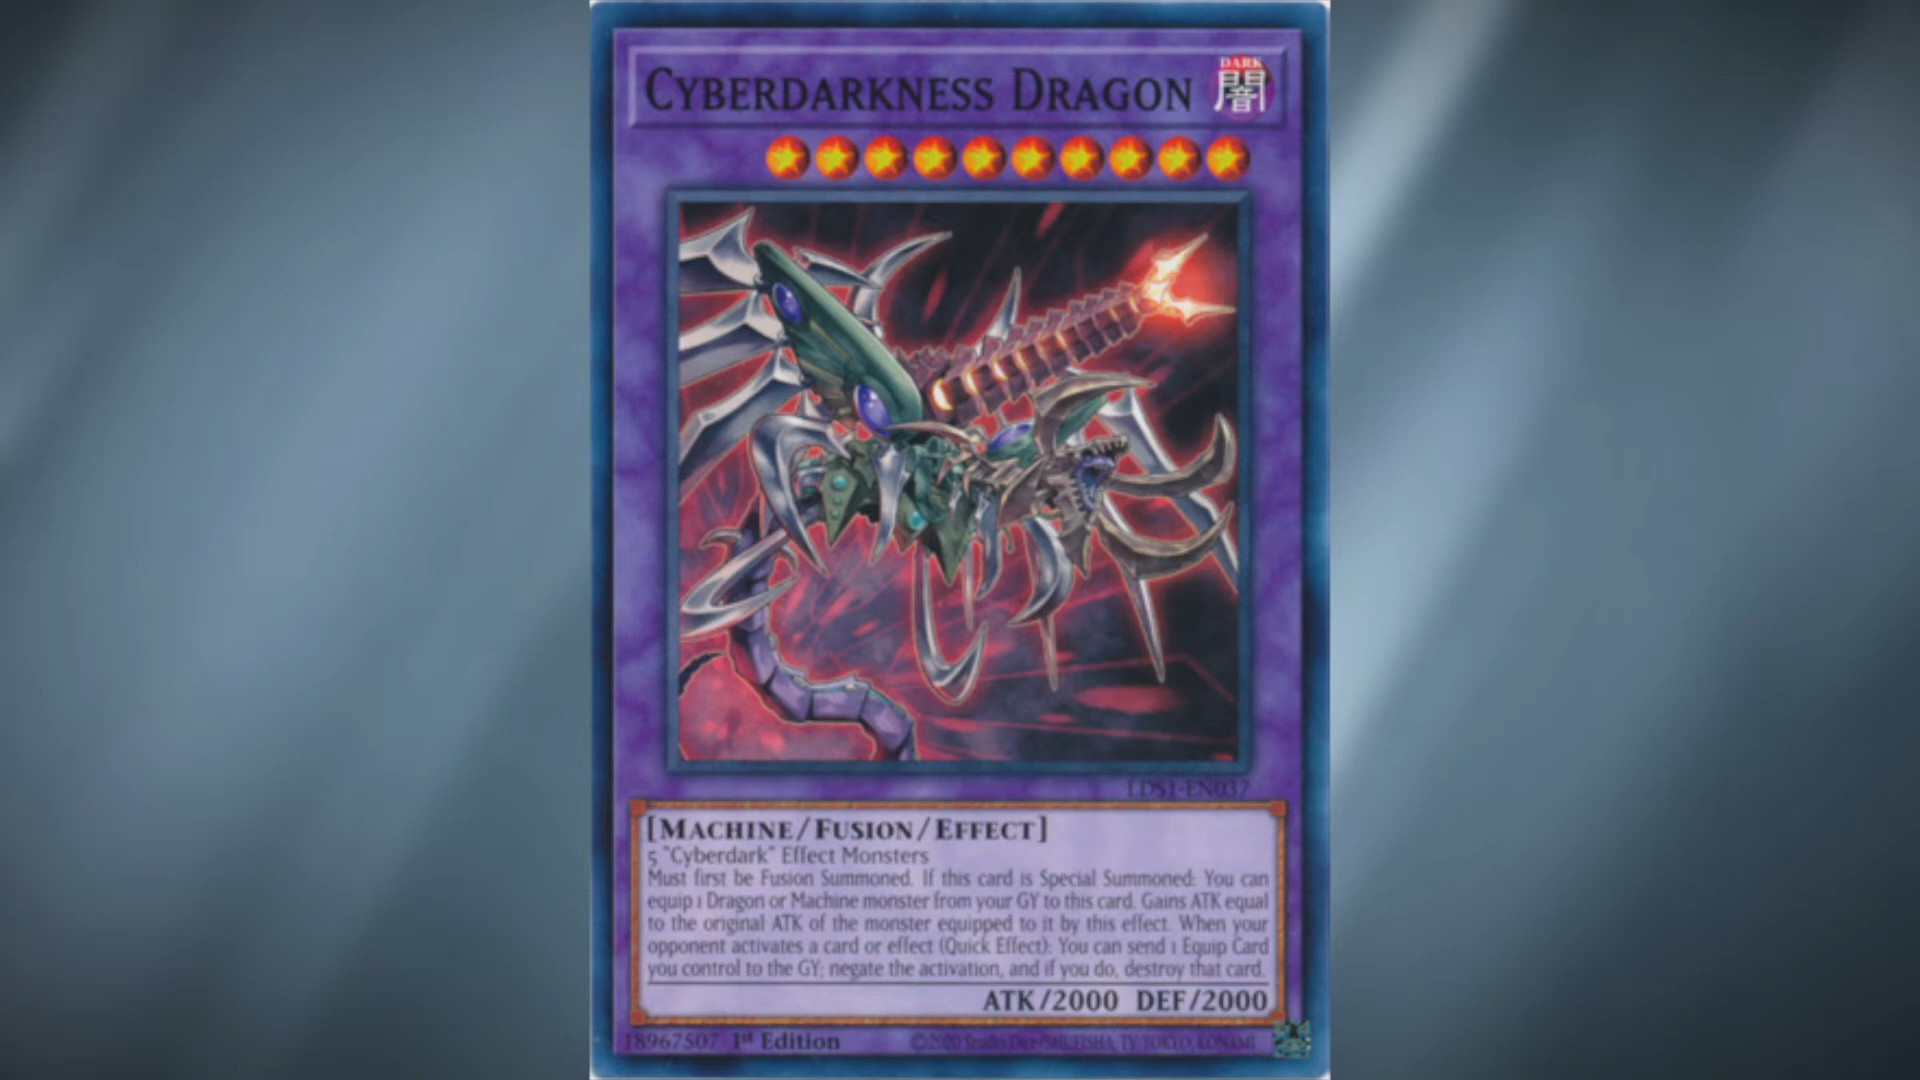 CYBERDARKNESS DRAGON
DARK
闇
LDS1-EN037
[MACHINE/FUSION/EFFECT]
5 "Cyberdark" Effect Monsters
Must first be Fusion Summoned. If this card is Special Summoned: You can
equip 1 Dragon or Machine monster from your GY to this card. Gains ATK equal
to the original ATK of the monster equipped to it by this effect. When your
opponent activates a card or effect (Quick Effect): You can send 1 Equip Card
you control to the GY; negate the activation, and if you do, destroy that card.
ATK/2000 DEF/2000
18967507 1st Edition
©2020 Studio Dice/SHUEISHA, TV TOKYO, KONAMI